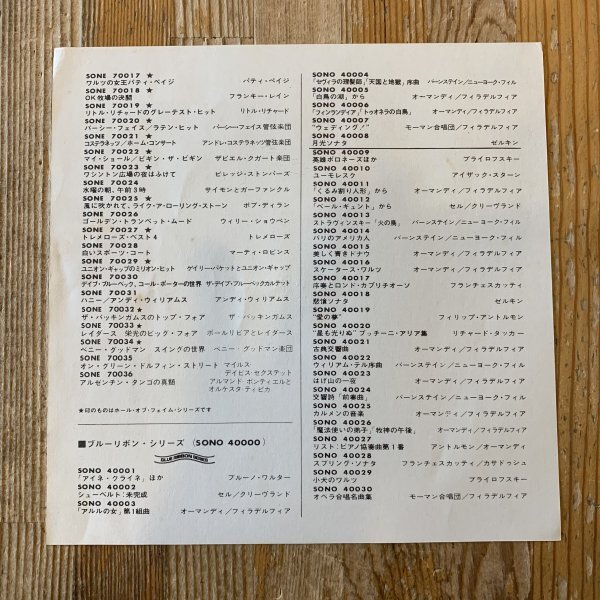 SONE 70017 ★
ワルツの女王パティ・ペイジ パティ・ペイジ
SONE 70018 ★
OK牧場の決闘 フランキー・レイン
SONE 70019 ★
リトル・リチャードのグレーテスト・ヒット リトル・リチャード
SONE 70020 ★
パーシー・フェイス/ラテン・ヒット パーシー・フェイス管弦楽団
SONE 70021 ★
コステラネッツ/ホーム・コンサート アンドレ・コステラネッツ管弦楽団
SONE 70022 ★
マイ・ショール/ビギン・ザ・ビギン ザビエル・クガート楽団
SONE 70023 ★
ワシントン広場の夜はふけて ビレッジ・ストンパーズ
SONE 70024 ★
水曜の朝、午前3時 サイモンとガーファンクル
SONE 70025 ★
風に吹かれて、ライク・ア・ローリング・ストーン ボブ・ディラン
SONE 70026
ゴールデン・トランペット・ムード ウィリー・ショウベン
SONE 70027 ★
トレメローズ・ベスト4 トレメローズ
SONE 70028
白いスポーツ・コート マーティ・ロビンス
SONE 70029 ★
ユニオン・ギャップのミリオン・ヒット ゲイリー・パケットとユニオン・ギャップ
SONE 70030
デイブ・ブルーベック、コール・ポーターの世界 ザ・デイブ・ブルーベックカルテット
SONE 70031
ハニー/アンディ・ウィリアムス アンディ・ウィリアムス
SONE 70032 ★
ザ・バッキンガムスのトップ・フォア ザ・バッキンガムス
SONE 70033 ★
レイダース 栄光のビッグ・フォア ポールリビアとレイダース
SONE 70034 ★
ベニー・グッドマン スイングの世界 ベニー・グッドマン楽団
SONE 70035
オン・グリーン・ドルフィン・ストリート マイルス・
デイビス・セクステット
SONE 70036
アルゼンチン・タンゴの真髄 アルマンド・ポンティエルと
オルケスタ・ティピカ
★印のものはホール・オブ・フェイム・シリーズです
■ブルーリボン・シリーズ (SONO 40000)
BLUE RIBBON SERIES
SONO 40001
「アイネ・クライネ」ほか ブルーノ・ワルター
SONO 40002
シューベルト:未完成 セル/クリーヴランド
SONO 40003
「アルルの女」第1組曲 オーマンディ/フィラデルフィア
SONO 40004
「セヴィラの理髪師」「天国と地獄」序曲 バーンステイン/ニューヨーク・フィル
SONO 40005
「白鳥の湖」から オーマンディ/フィラデルフィア
SONO 40006
「フィンランディア」「トゥオネラの白鳥」 オーマンディ/フィラデルフィア
SONO 40007
"ウェディング!" モーマン合唱団/フィラデルフィア
SONO 40008
月光ソナタ ゼルキン
SONO 40009
英雄ポロネーズほか ブライロフスキー
SONO 40010
ユーモレスク アイザック・スターン
SONO 40011
「くるみ割り人形」から オーマンディ/フィラデルフィア
SONO 40012
「ペール・ギュント」から セル/クリーヴランド
SONO 40013
ストラヴィンスキー「火の鳥」 バーンステイン/ニューヨーク・フィル
SONO 40014
パリのアメリカ人 バーンステイン/ニューヨーク・フィル
SONO 40015
美しく青きドナウ オーマンディ/フィラデルフィア
SONO 40016
スケーターズ・ワルツ オーマンディ/フィラデルフィア
SONO 40017
序奏とロンド・カプリチオーソ フランチェスカッティ
SONO 40018
悲愴ソナタ ゼルキン
SONO 40019
"愛の夢" フィリップ・アントルモン
SONO 40020
"星も光りぬ" プッチーニ・アリア集 リチャード・タッカー
SONO 40021
古典交響曲 オーマンディ/フィラデルフィア
SONO 40022
ウィリアム・テル序曲 バーンステイン/ニューヨーク・フィル
SONO 40023
はげ山の一夜 オーマンディ/フィラデルフィア
SONO 40024
交響詩「前奏曲」 バーンステイン/ニューヨーク・フィル
SONO 40025
カルメンの音楽 オーマンディ/フィラデルフィア
SONO 40026
「魔法使いの弟子」「牧神の午後」 オーマンディ/フィラデルフィア
SONO 40027
リスト:ピアノ協奏曲第1番 アントルモン/オーマンディ
SONO 40028
スプリング・ソナタ フランチェスカッティ/カサドゥシュ
SONO 40029
小犬のワルツ ブライロフスキー
SONO 40030
オペラ合唱名曲集 モーマン合唱団/フィラデルフィア